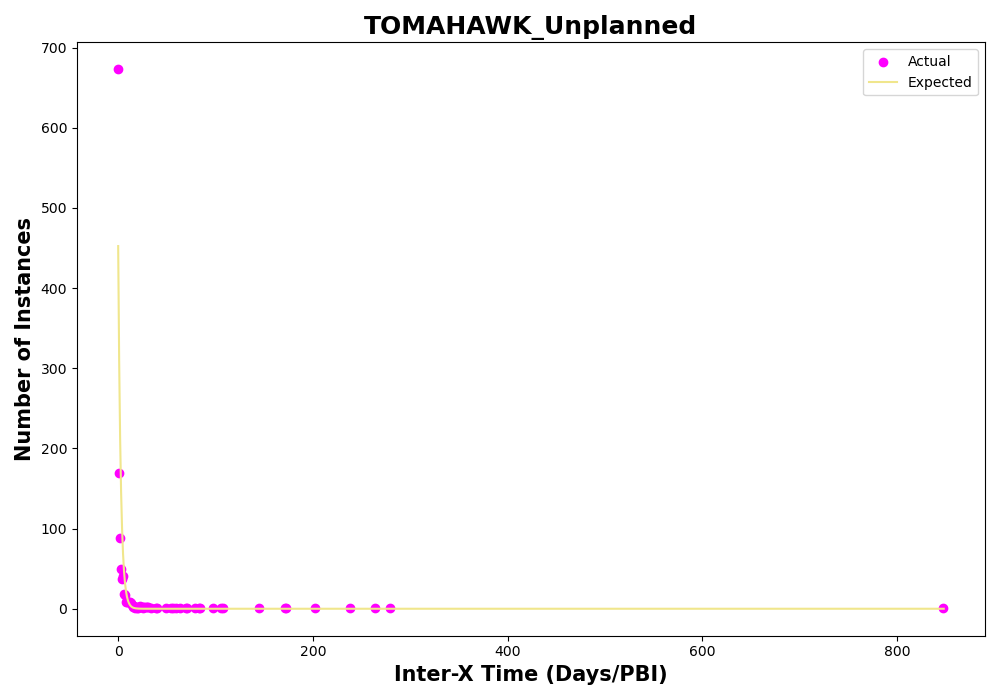 TOMAHAWK_Unplanned
Number of Instances
700
600
500
400
300
200
100
0
Actual
Expected
0 200 400 600 800
Inter-X Time (Days/PBI)